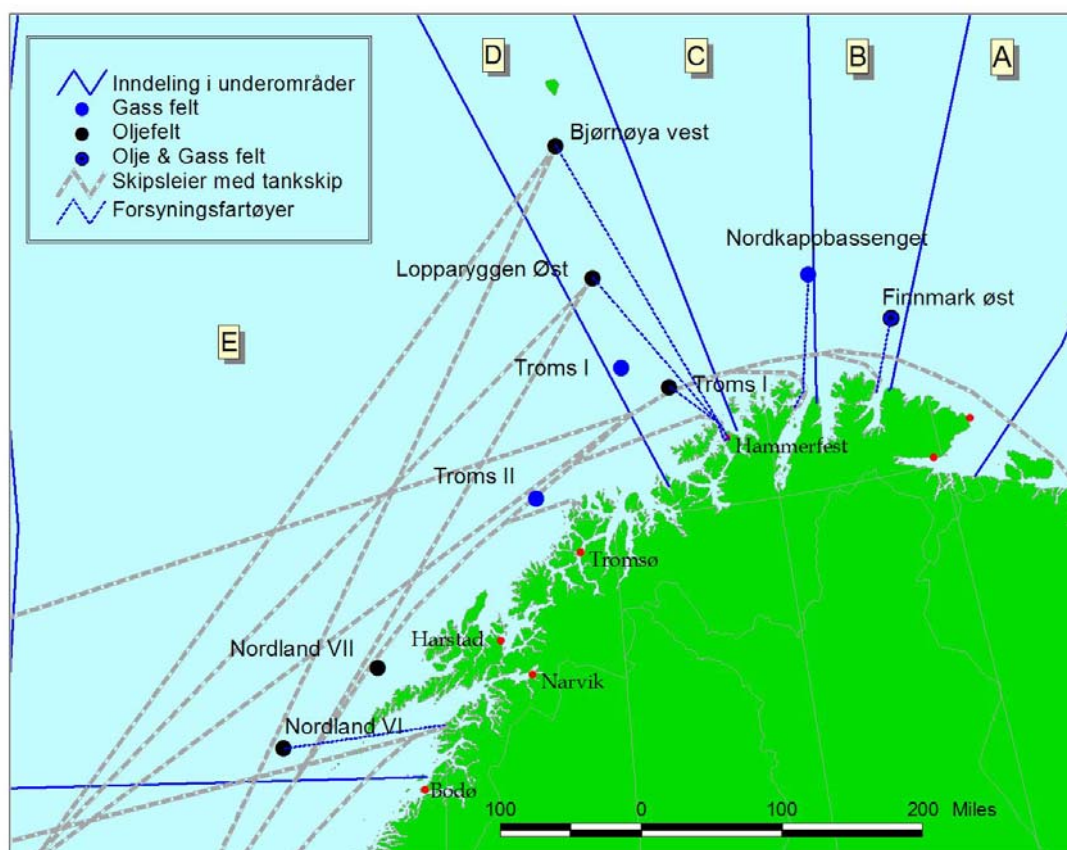 D
C
B
A
Inndeling i underområder
Gass felt
Oljefelt
Olje & Gass felt
Skipsleier med tankskip
Forsyningsfartøyer
Bjørnøya vest
Nordkappbassenget
Lopparyggen Øst
Finnmark øst
E
Troms I
Troms I
Hammerfest
Troms II
Tromsø
Harstad
Nordland VII
Narvik
Nordland VI
Bodø
100 0 100 200 Miles